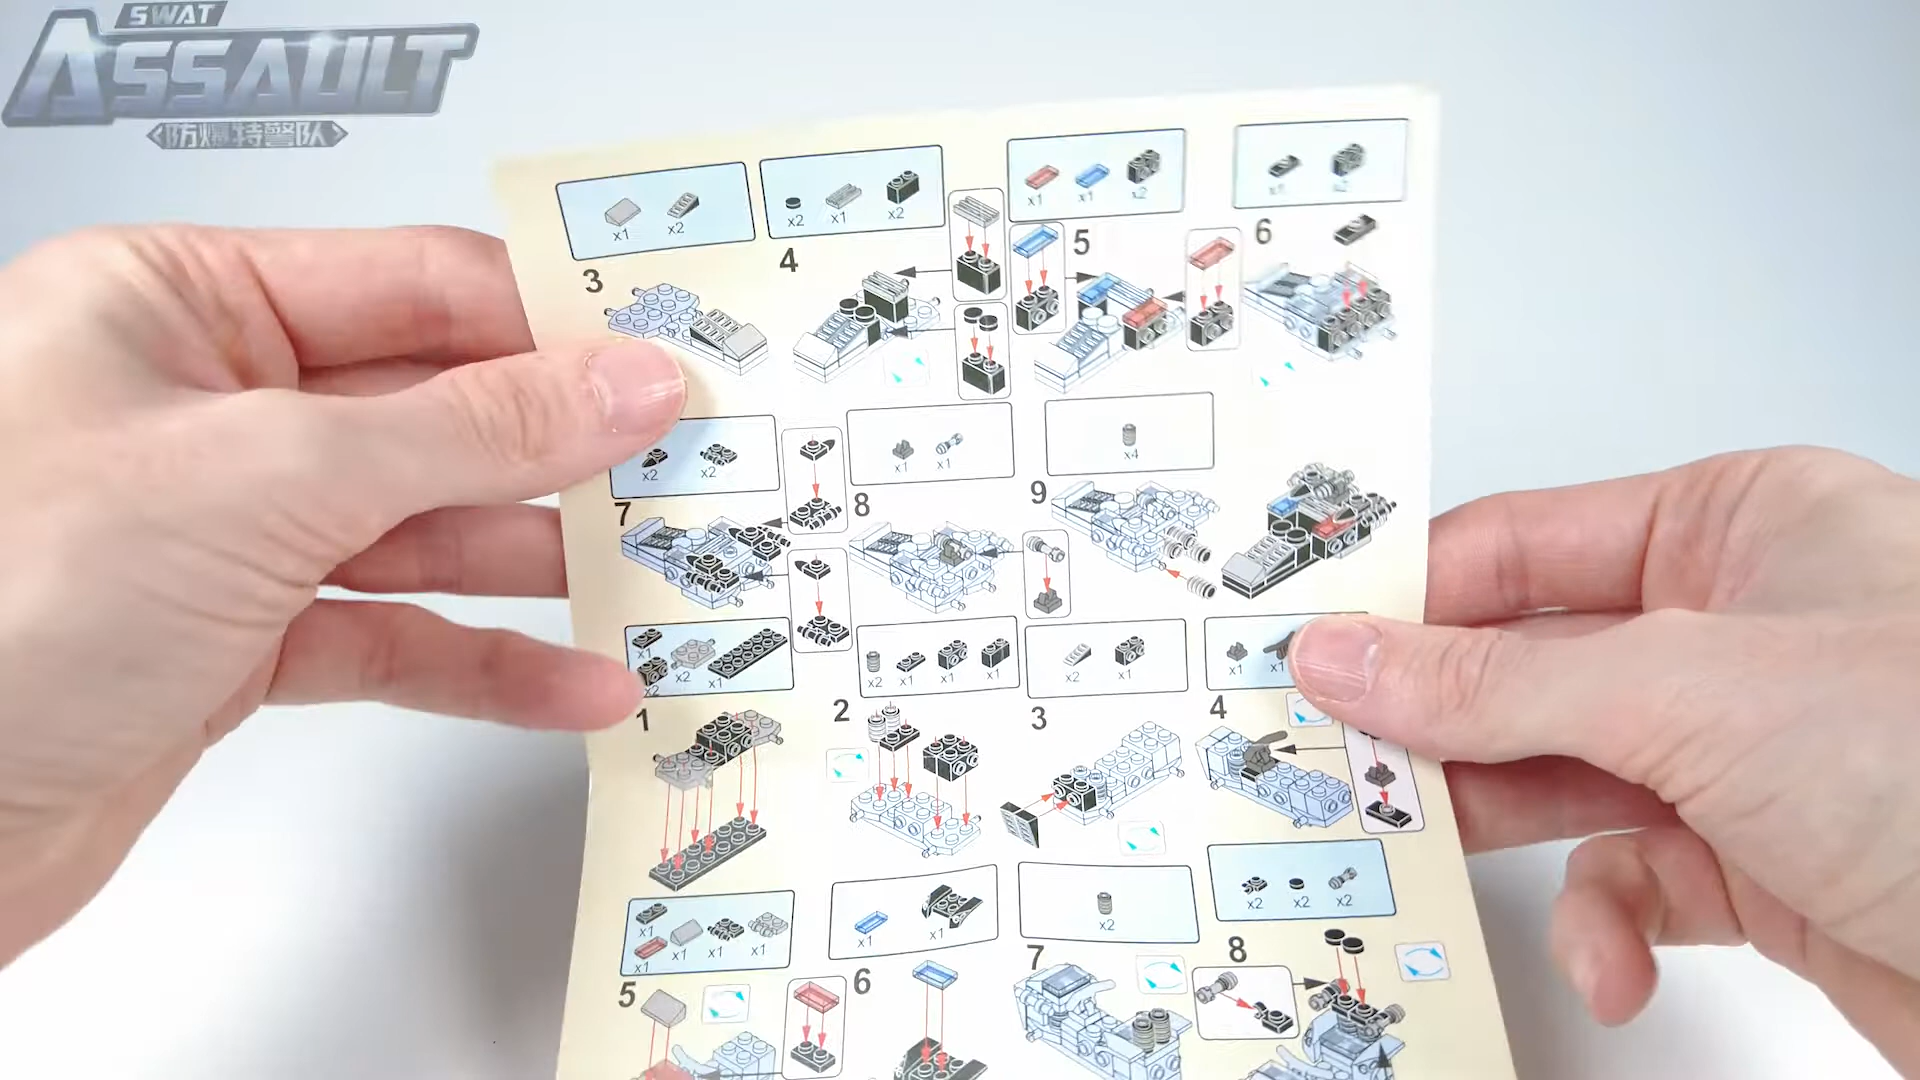 SWAT
ASSAULT
防爆特警队
x1 x2
3
x2 x1 x2
4
x1 x1 x2
5
x1 x2
6
x2 x2
7
x1 x1
8
x4
9
x1 x2 x2 x1
1
x2 x1 x1 x1
2
x2 x1
3
x1 x1
4
x1 x1 x1 x1 x1
5
x1 x1
6
x2
7
x2 x2 x2
8